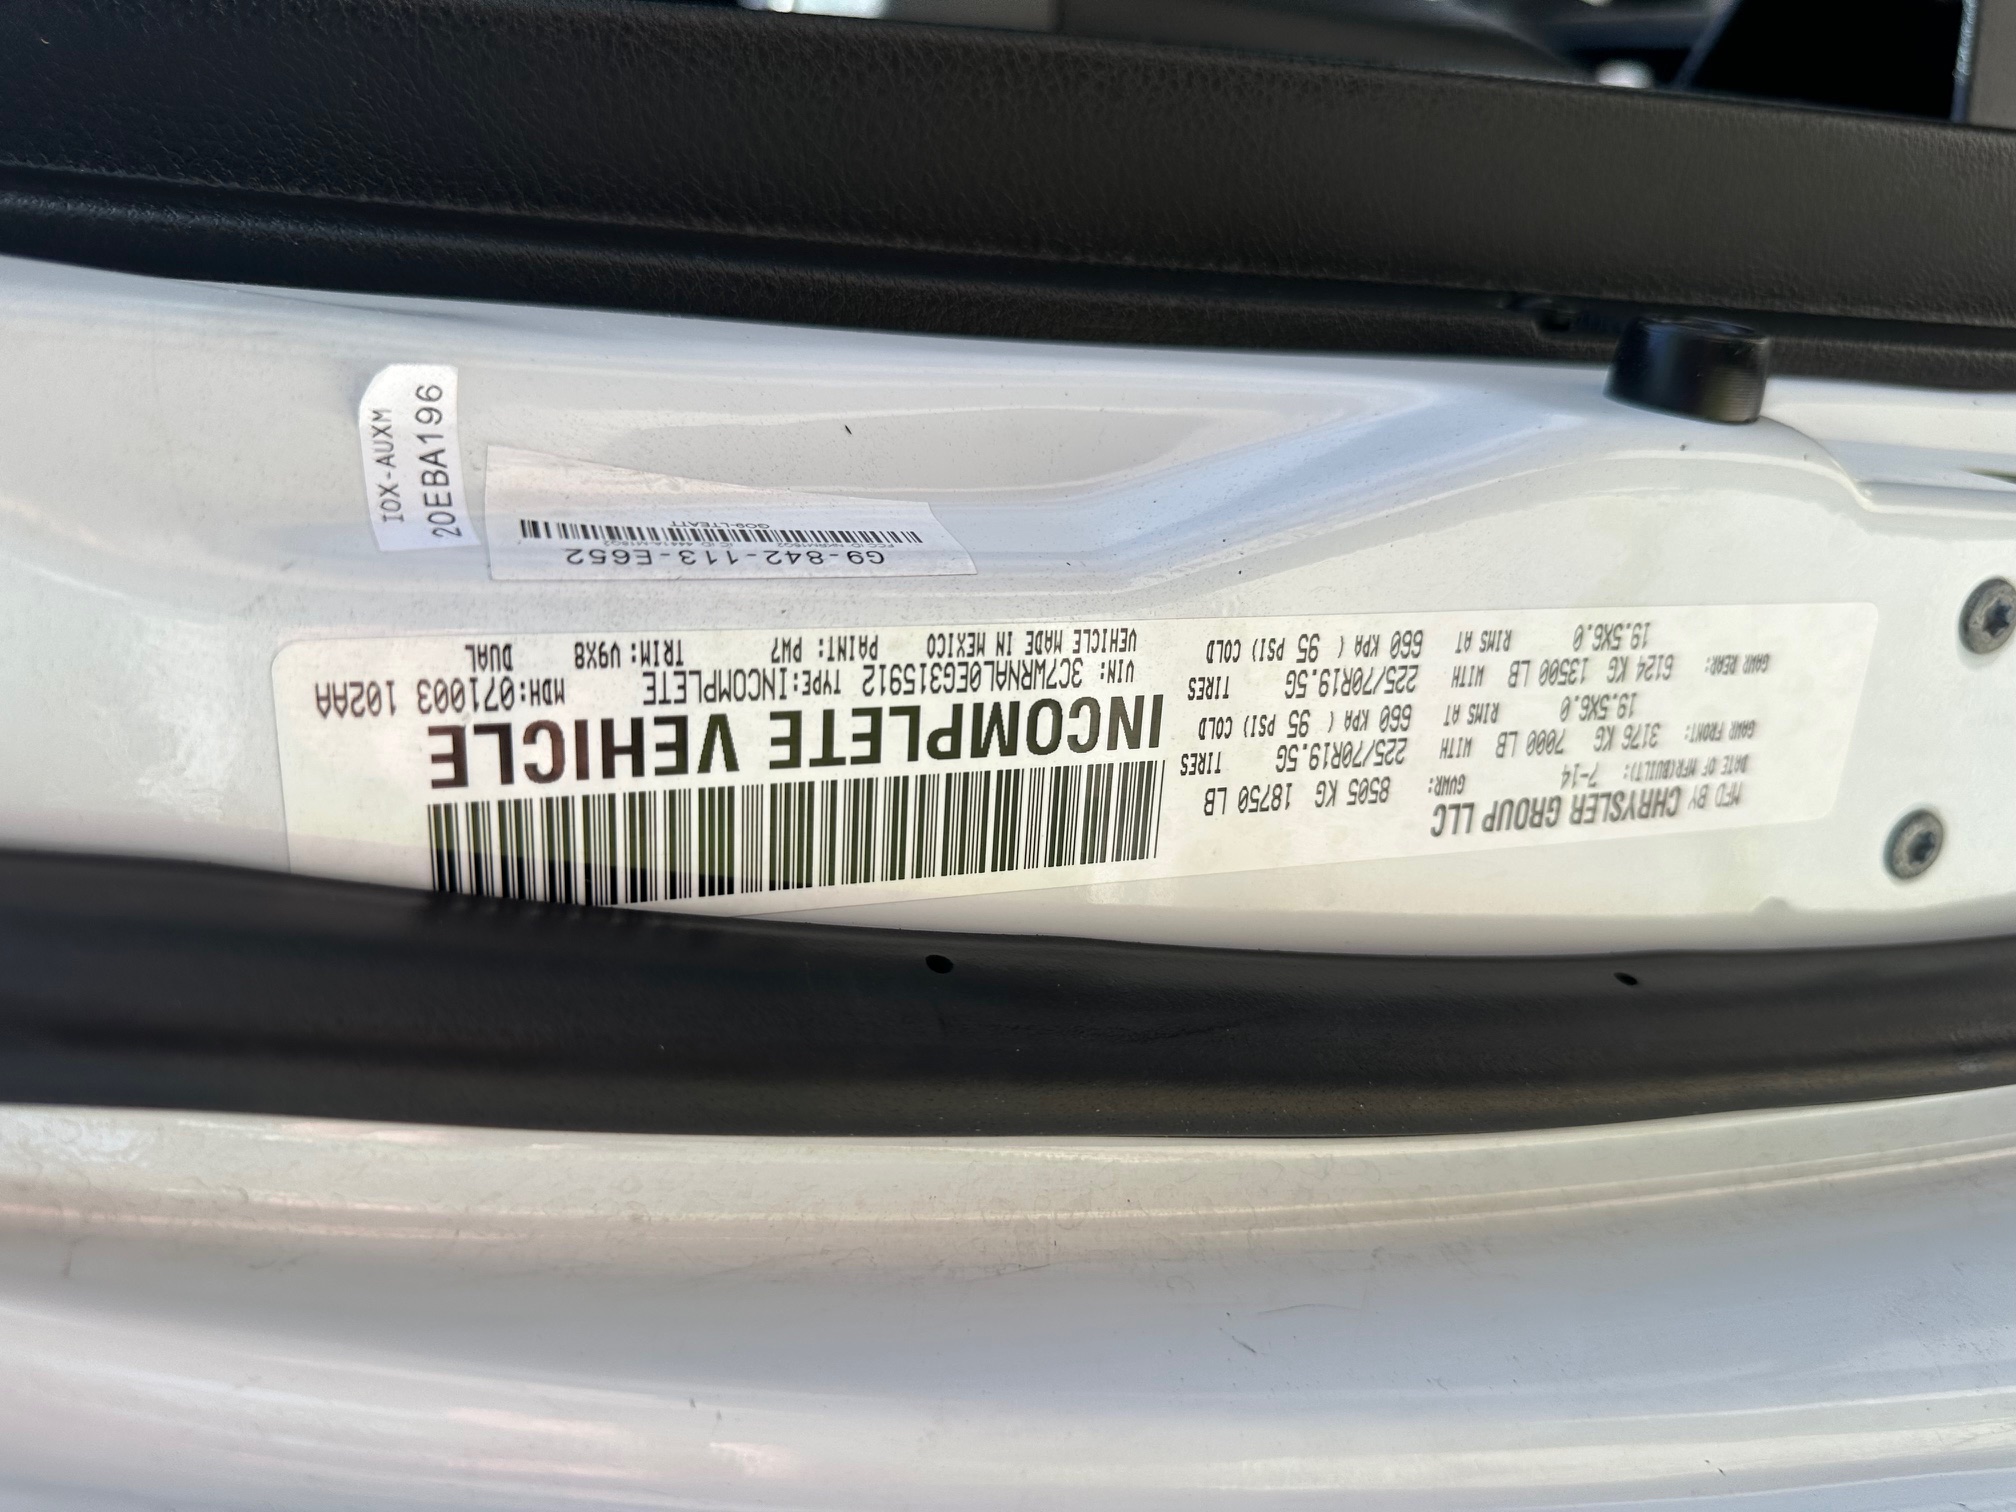 MFD BY CHRYSLER GROUP LLC
DATE OF MFR(BUILT): 7-14 GVWR: 8505 KG 18750 LB
GAWR FRONT: 3176 KG 7000 LB WITH 225/70R19.5G TIRES
19.5X6.0 RIMS AT 660 KPA ( 95 PSI) COLD
GAWR REAR: 6124 KG 13500 LB WITH 225/70R19.5G TIRES
19.5X6.0 RIMS AT 660 KPA ( 95 PSI) COLD
INCOMPLETE VEHICLE
VIN: 3C7WRNAL0EG315912 TYPE:INCOMPLETE MDH:071003 102AA
VEHICLE MADE IN MEXICO PAINT: PW7 TRIM: V9X8 DUAL
G9-842-113-E652
GO9-LTEATT
IOX-AUXM
20EBA196